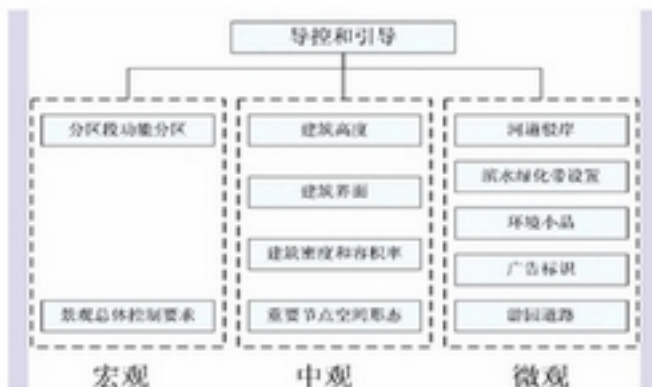 导控和引导
分区段功能分区
景观总体控制要求
宏观
建筑高度
建筑界面
建筑密度和容积率
重要节点空间形态
中观
河道驳岸
滨水绿化带设置
环境小品
广告标识
游园道路
微观